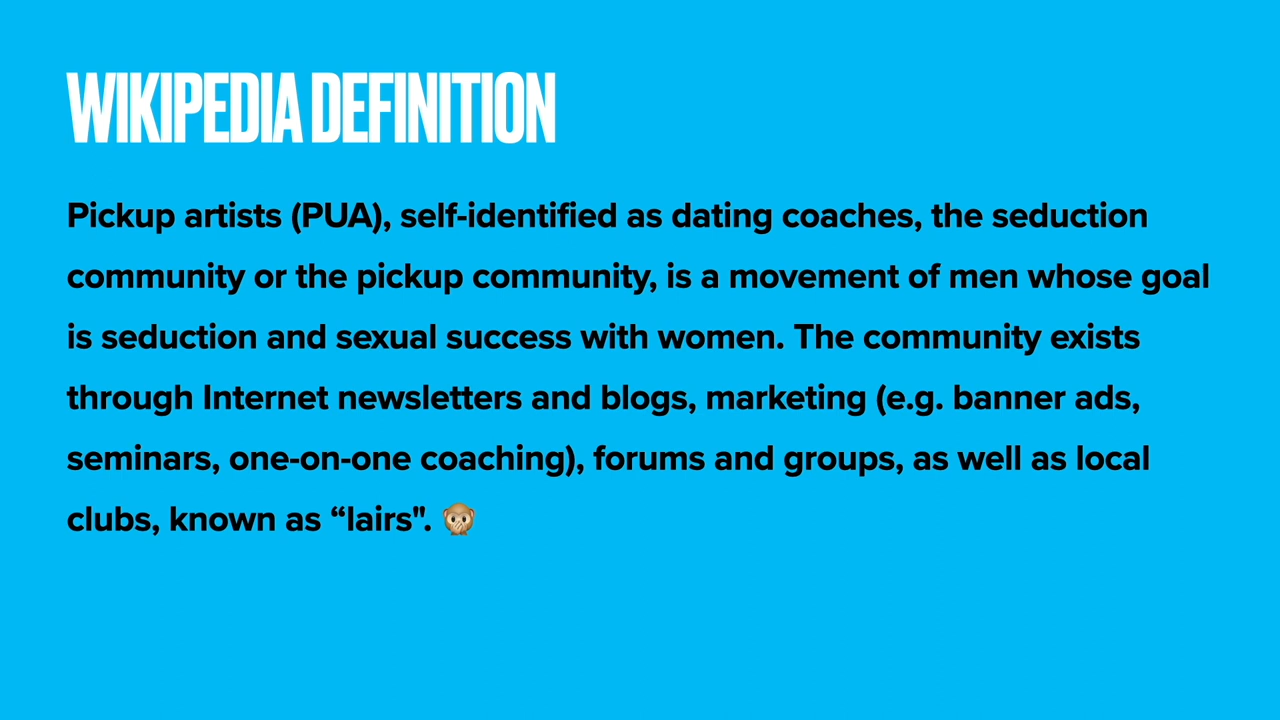 WIKIPEDIA DEFINITION
Pickup artists (PUA), self-identified as dating coaches, the seduction
community or the pickup community, is a movement of men whose goal
is seduction and sexual success with women. The community exists
through Internet newsletters and blogs, marketing (e.g. banner ads,
seminars, one-on-one coaching), forums and groups, as well as local
clubs, known as “lairs". 🙊